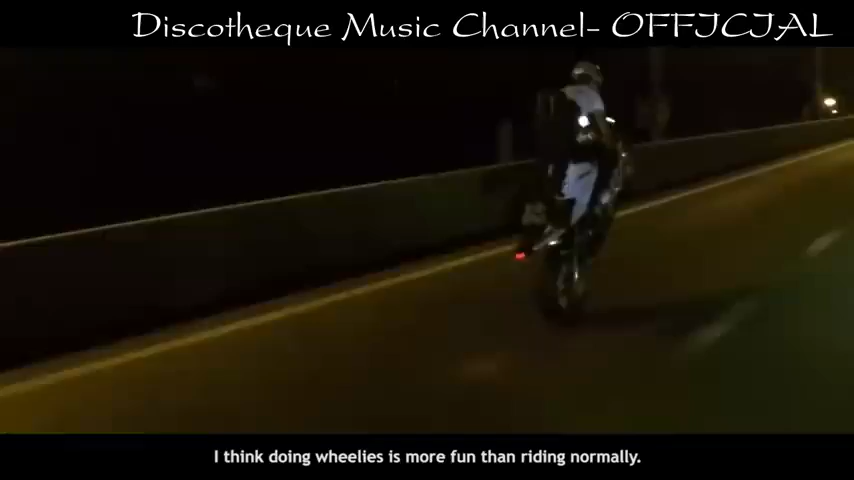 Discotheque Music Channel- OFFICIAL
I think doing wheelies is more fun than riding normally.